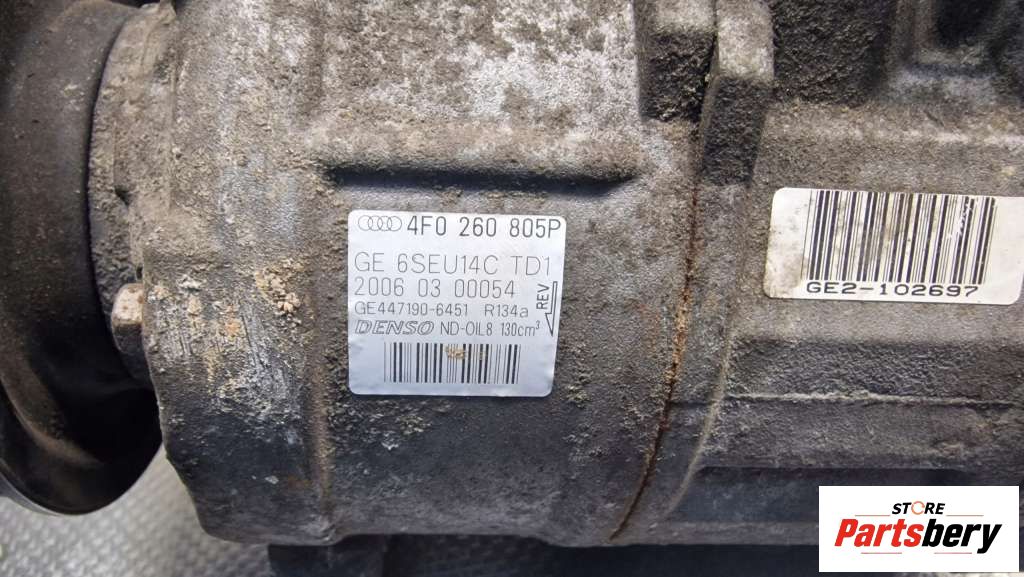 4F0 260 805P
GE 6SEU14C TD1
2006 03 00054
GE447190-6451 R134a
DENSO ND-OIL8 130cm³
REV
GE2-102697
STORE
Partsbery